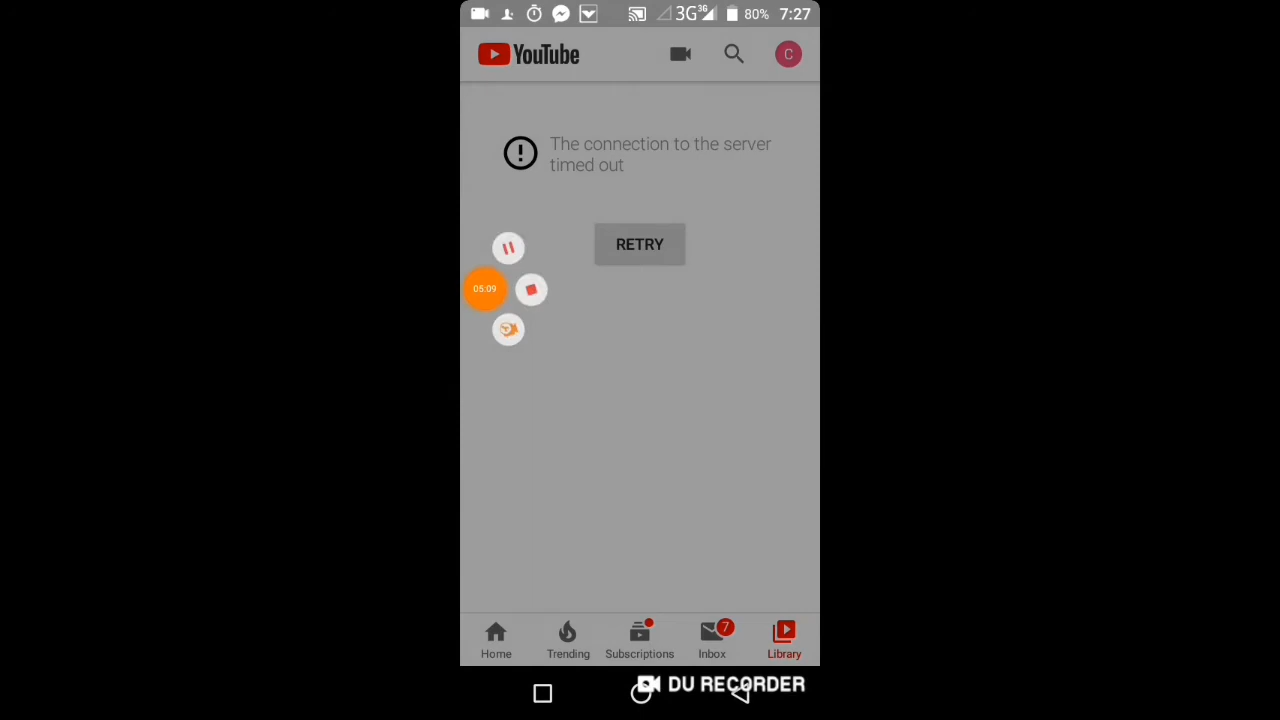 3G 3G 80% 7:27
YouTube
C
The connection to the server
timed out
RETRY
05:09
7
Home Trending Subscriptions Inbox Library
DU RECORDER